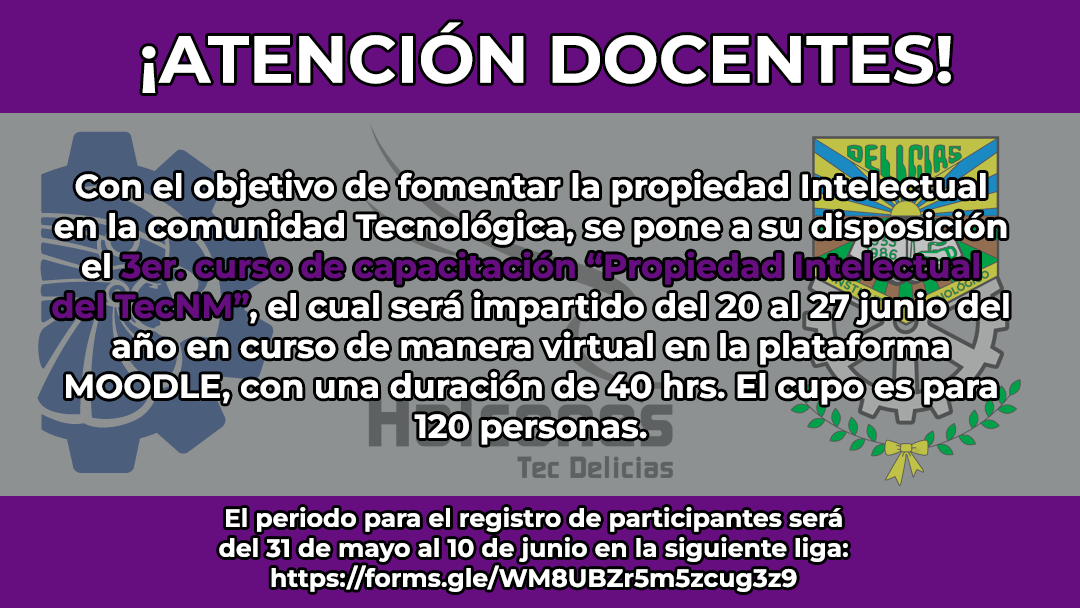 ¡ATENCIÓN DOCENTES!
DELICIAS
Con el objetivo de fomentar la propiedad Intelectual
en la comunidad Tecnológica, se pone a su disposición
el 3er. curso de capacitación “Propiedad Intelectual
del TecNM”, el cual será impartido del 20 al 27 junio del
año en curso de manera virtual en la plataforma
MOODLE, con una duración de 40 hrs. El cupo es para
120 personas.
Tec Delicias
El periodo para el registro de participantes será
del 31 de mayo al 10 de junio en la siguiente liga:
https://forms.gle/WM8UBZr5m5zcug3z9